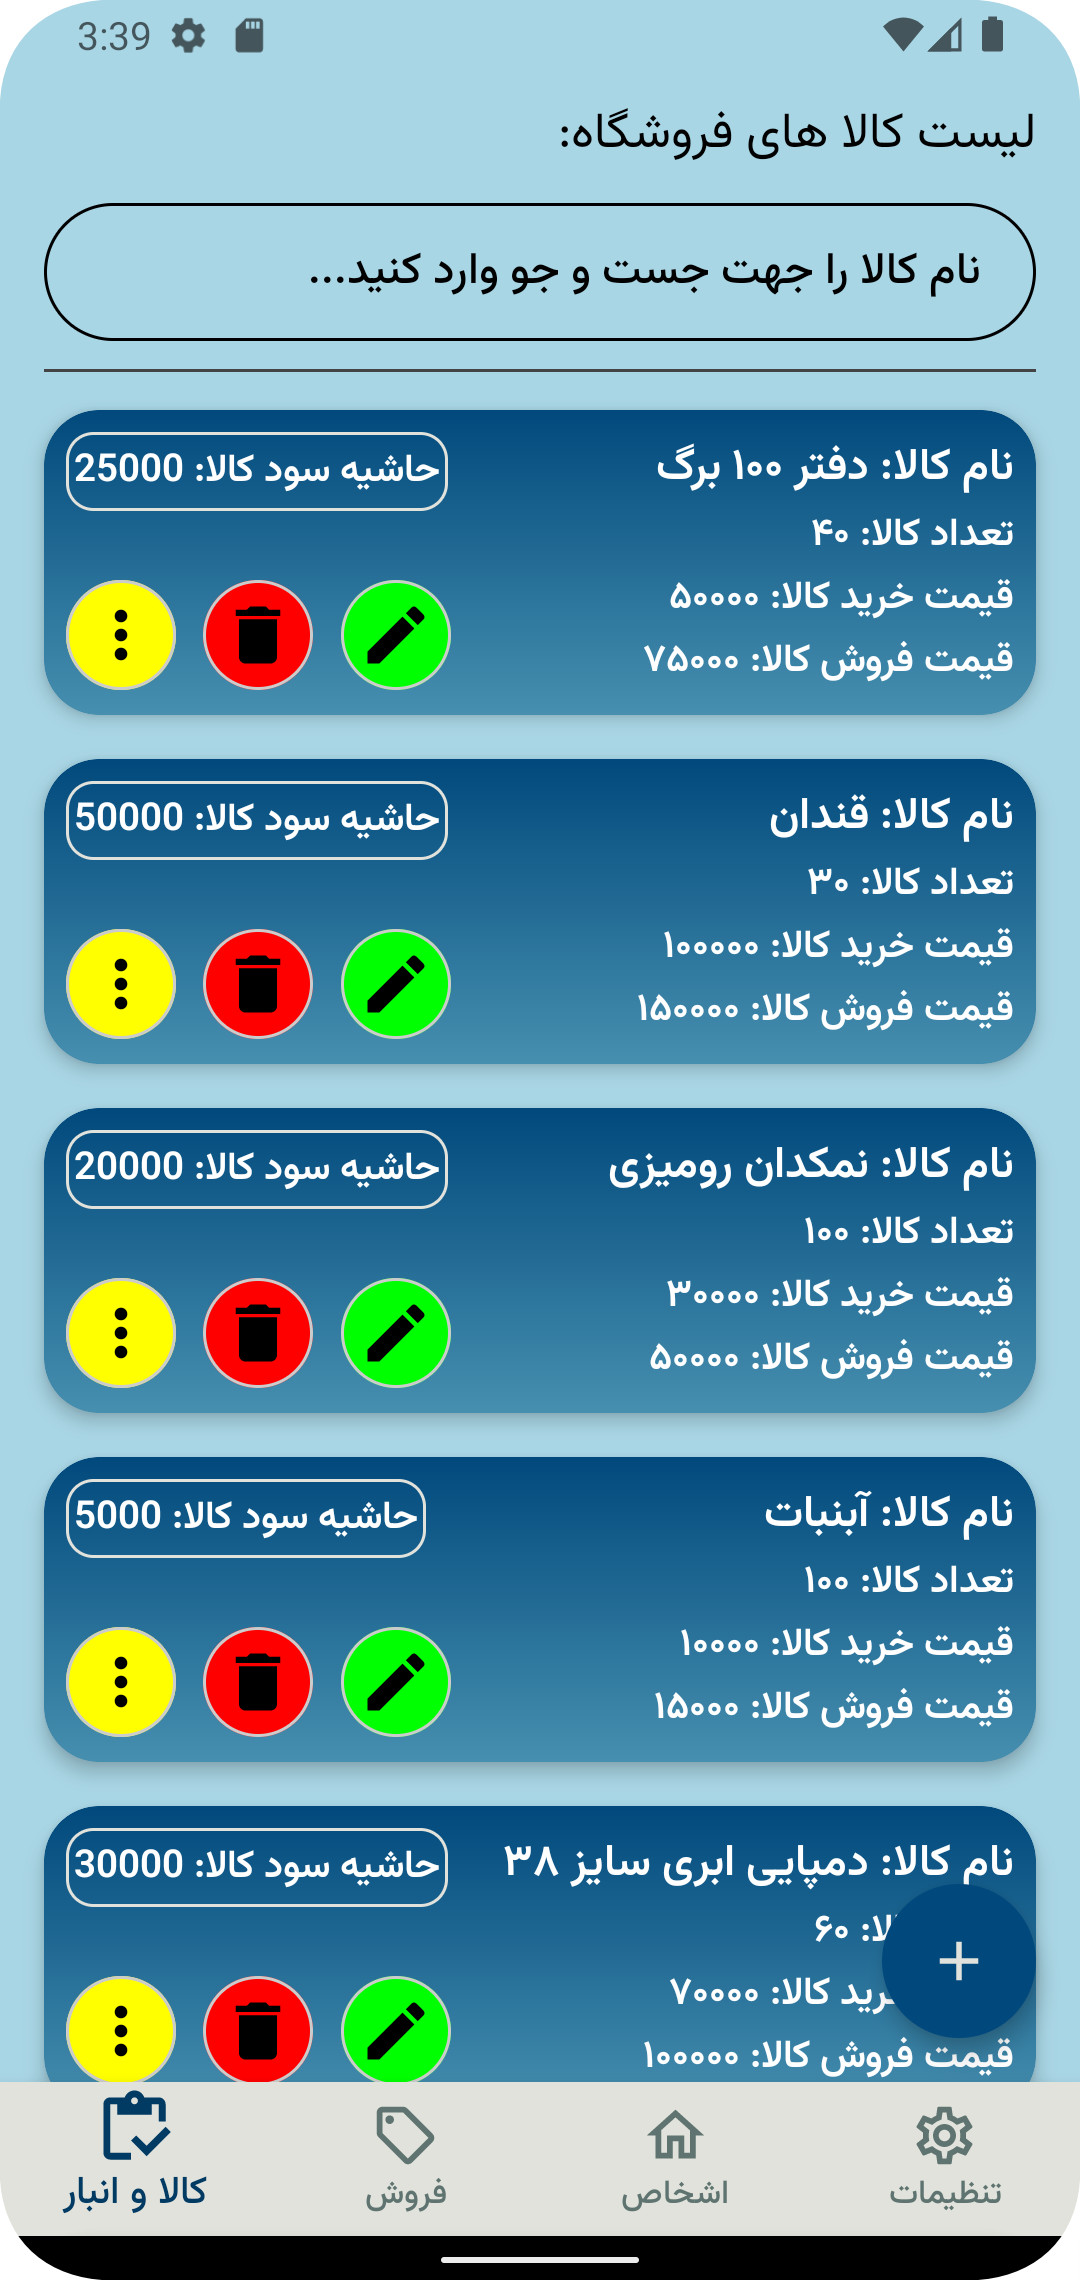 3:39
لیست کالا های فروشگاه:
نام کالا را جهت جست و جو وارد کنید...
نام کالا: دفتر ۱۰۰ برگ
حاشیه سود کالا: 25000
تعداد کالا: ۴۰
قیمت خرید کالا: ۵۰۰۰۰
قیمت فروش کالا: ۷۵۰۰۰
نام کالا: قندان
حاشیه سود کالا: 50000
تعداد کالا: ۳۰
قیمت خرید کالا: ۱۰۰۰۰۰
قیمت فروش کالا: ۱۵۰۰۰۰
نام کالا: نمکدان رومیزی
حاشیه سود کالا: 20000
تعداد کالا: ۱۰۰
قیمت خرید کالا: ۳۰۰۰۰
قیمت فروش کالا: ۵۰۰۰۰
نام کالا: آبنبات
حاشیه سود کالا: 5000
تعداد کالا: ۱۰۰
قیمت خرید کالا: ۱۰۰۰۰
قیمت فروش کالا: ۱۵۰۰۰
نام کالا: دمپایی ابری سایز ۳۸
حاشیه سود کالا: 30000
۶۰
کالا: ۷۰۰۰۰
قیمت فروش کالا: ۱۰۰۰۰۰
تنظیمات
اشخاص
فروش
کالا و انبار